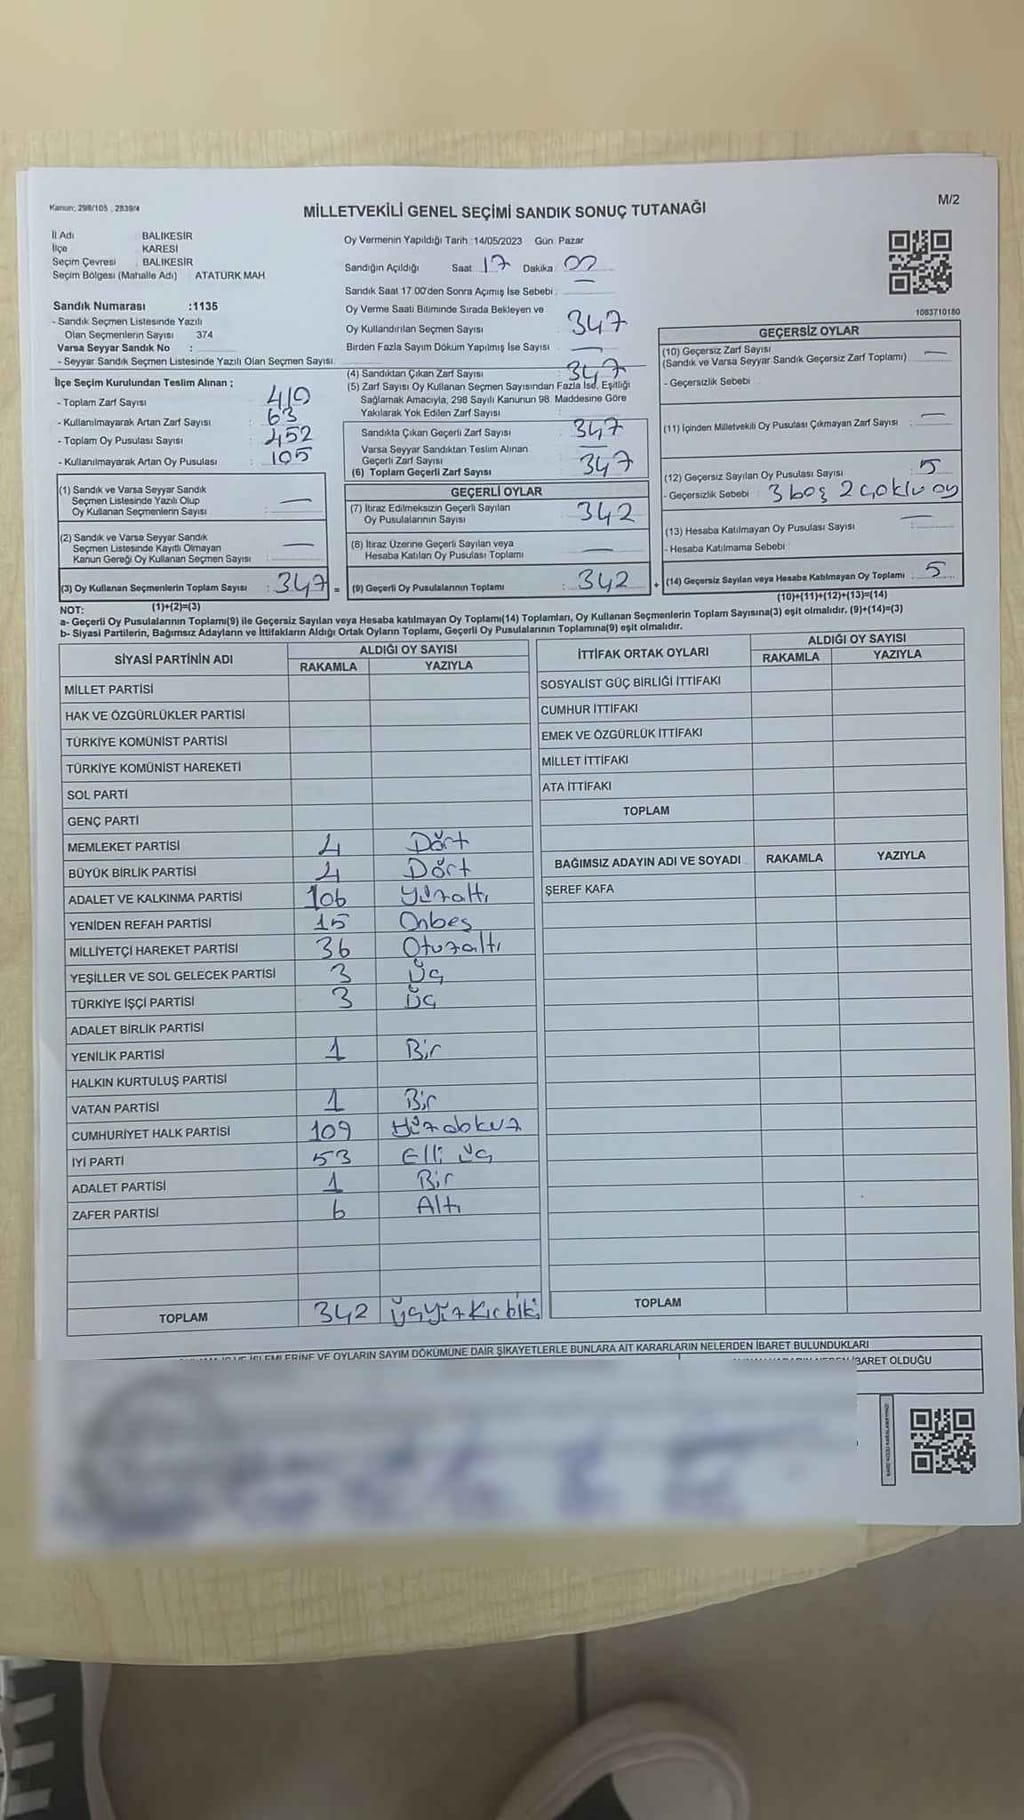 Kanun; 298/105 , 2839/4
MİLLETVEKİLİ GENEL SEÇİMİ SANDIK SONUÇ TUTANAĞI
M/2
İl Adı BALIKESİR
İlçe KARESİ
Seçim Çevresi BALIKESİR
Seçim Bölgesi (Mahalle Adı) ATATÜRK MAH
Sandık Numarası :1135
- Sandık Seçmen Listesinde Yazılı
Olan Seçmenlerin Sayısı 374
Varsa Seyyar Sandık No :
- Seyyar Sandık Seçmen Listesinde Yazılı Olan Seçmen Sayısı:
İlçe Seçim Kurulundan Teslim Alınan ;
- Toplam Zarf Sayısı : 410
- Kullanılmayarak Artan Zarf Sayısı : 63
- Toplam Oy Pusulası Sayısı : 452
- Kullanılmayarak Artan Oy Pusulası : 105
(1) Sandık ve Varsa Seyyar Sandık
Seçmen Listesinde Yazılı Olup
Oy Kullanan Seçmenlerin Sayısı : —
(2) Sandık ve Varsa Seyyar Sandık
Seçmen Listesinde Kayıtlı Olmayan
Kanun Gereği Oy Kullanan Seçmen Sayısı : —
(3) Oy Kullanan Seçmenlerin Toplam Sayısı : 347 =
(1)+(2)=(3)
Oy Vermenin Yapıldığı Tarih :14/05/2023 Gün: Pazar
Sandığın Açıldığı Saat 17 Dakika 00
Sandık Saat 17:00'den Sonra Açımış İse Sebebi : —
Oy Verme Saati Bitiminde Sırada Bekleyen ve
Oy Kullandırılan Seçmen Sayısı 347
Birden Fazla Sayım Döküm Yapılmış İse Sayısı —
(4) Sandıktan Çıkan Zarf Sayısı : 347
(5) Zarf Sayısı Oy Kullanan Seçmen Sayısından Fazla İse, Eşitliği
Sağlamak Amacıyla, 298 Sayılı Kanunun 98. Maddesine Göre
Yakılarak Yok Edilen Zarf Sayısı :
Sandıkta Çıkan Geçerli Zarf Sayısı : 347
Varsa Seyyar Sandıktan Teslim Alınan
Geçerli Zarf Sayısı : —
(6) Toplam Geçerli Zarf Sayısı : 347
GEÇERLİ OYLAR
(7) İtiraz Edilmeksizin Geçerli Sayılan
Oy Pusulalarının Sayısı : 342
(8) İtiraz Üzerine Geçerli Sayılan veya
Hesaba Katılan Oy Pusulası Toplamı : —
(9) Geçerli Oy Pusulalarının Toplamı : 342 +
1083710180
GEÇERSİZ OYLAR
(10) Geçersiz Zarf Sayısı : —
(Sandık ve Varsa Seyyar Sandık Geçersiz Zarf Toplamı)
- Geçersizlik Sebebi
(11) İçinden Milletvekili Oy Pusulası Çıkmayan Zarf Sayısı : —
(12) Geçersiz Sayılan Oy Pusulası Sayısı : 5
- Geçersizlik Sebebi : 3 boş 2 çoklu oy
(13) Hesaba Katılmayan Oy Pusulası Sayısı : —
- Hesaba Katılmama Sebebi
(14) Geçersiz Sayılan veya Hesaba Katılmayan Oy Toplamı : 5
(10)+(11)+(12)+(13)=(14)
NOT:
a- Geçerli Oy Pusulalarının Toplamı(9) ile Geçersiz Sayılan veya Hesaba katılmayan Oy Toplamı(14) Toplamları, Oy Kullanan Seçmenlerin Toplam Sayısına(3) eşit olmalıdır. (9)+(14)=(3)
b- Siyasi Partilerin, Bağımsız Adayların ve İttifakların Aldığı Ortak Oyların Toplamı, Geçerli Oy Pusulalarının Toplamına(9) eşit olmalıdır.
SİYASİ PARTİNİN ADI ALDIĞI OY SAYISI
RAKAMLA YAZIYLA
MİLLET PARTİSİ
HAK VE ÖZGÜRLÜKLER PARTİSİ
TÜRKİYE KOMÜNİST PARTİSİ
TÜRKİYE KOMÜNİST HAREKETİ
SOL PARTİ
GENÇ PARTİ
MEMLEKET PARTİSİ 4 Dört
BÜYÜK BİRLİK PARTİSİ 4 Dört
ADALET VE KALKINMA PARTİSİ 106 Yüzaltı
YENİDEN REFAH PARTİSİ 15 Onbeş
MİLLİYETÇİ HAREKET PARTİSİ 36 Otuzaltı
YEŞİLLER VE SOL GELECEK PARTİSİ 3 Üç
TÜRKİYE İŞÇİ PARTİSİ 3 Üç
ADALET BİRLİK PARTİSİ
YENİLİK PARTİSİ 1 Bir
HALKIN KURTULUŞ PARTİSİ
VATAN PARTİSİ 1 Bir
CUMHURİYET HALK PARTİSİ 109 Yüzdokuz
İYİ PARTİ 53 Elli üç
ADALET PARTİSİ 1 Bir
ZAFER PARTİSİ 6 Altı
TOPLAM 342 Üçyüzkırkiki
İTTİFAK ORTAK OYLARI ALDIĞI OY SAYISI
RAKAMLA YAZIYLA
SOSYALİST GÜÇ BİRLİĞİ İTTİFAKI
CUMHUR İTTİFAKI
EMEK VE ÖZGÜRLÜK İTTİFAKI
MİLLET İTTİFAKI
ATA İTTİFAKI
TOPLAM
BAĞIMSIZ ADAYIN ADI VE SOYADI RAKAMLA YAZIYLA
ŞEREF KAFA
TOPLAM
OYLARIN SAYIM DÖKÜMÜNE DAİR ŞİKAYETLERLE BUNLARA AİT KARARLARIN NELERDEN İBARET BULUNDUKLARI
İBARET OLDUĞU